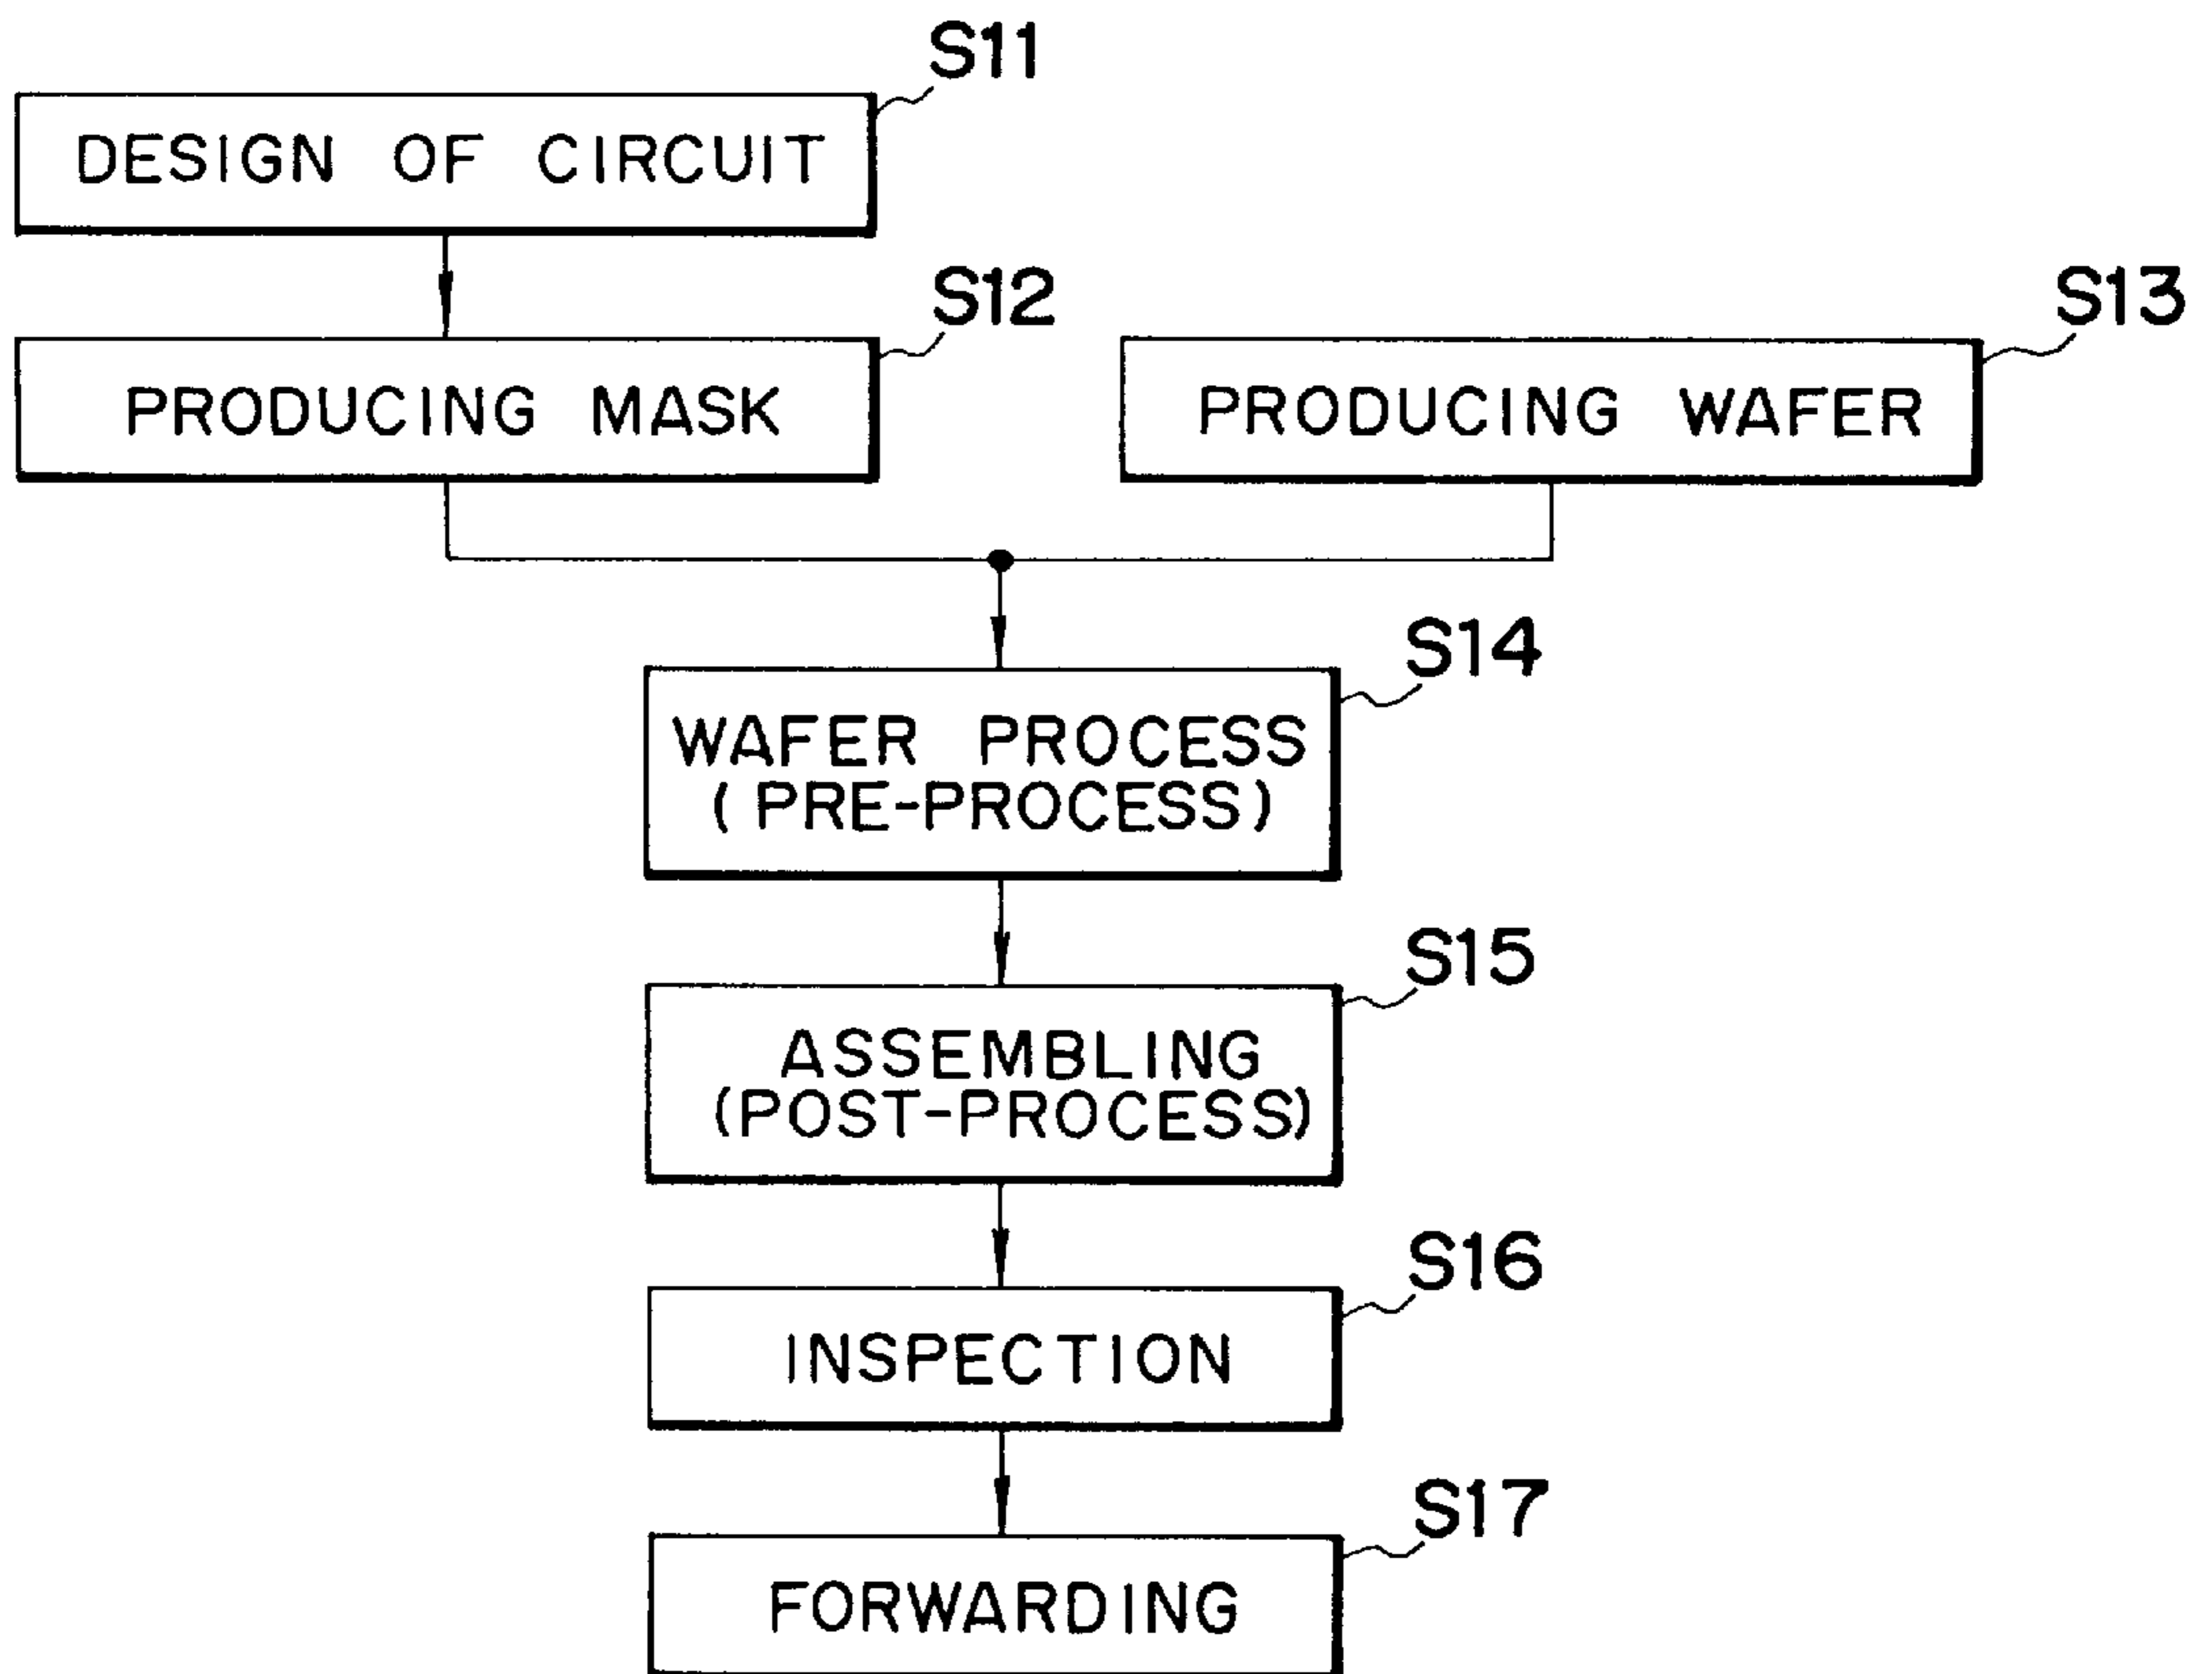 S11
DESIGN OF CIRCUIT
S12
PRODUCING MASK
S13
PRODUCING WAFER
S14
WAFER PROCESS
( PRE-PROCESS)
S15
ASSEMBLING
(POST-PROCESS)
S16
INSPECTION
S17
FORWARDING